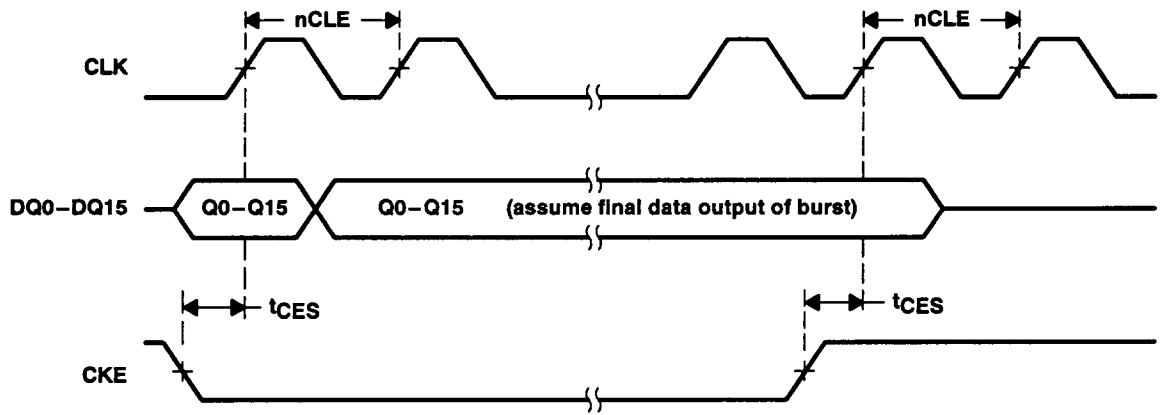 nCLE nCLE
CLK
DQ0–DQ15 Q0–Q15 Q0–Q15 (assume final data output of burst)
tCES tCES
CKE